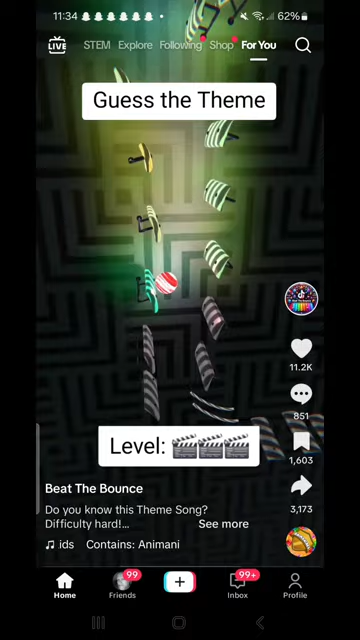 11:34
62%
LIVE
STEM Explore Following Shop For You
Guess the Theme
11.2K
851
1,603
3,173
Level: 🎬🎬🎬
Beat The Bounce
Do you know this Theme Song?
Difficulty hard!... See more
ids Contains: Animani
99
99+
Home Friends Inbox Profile